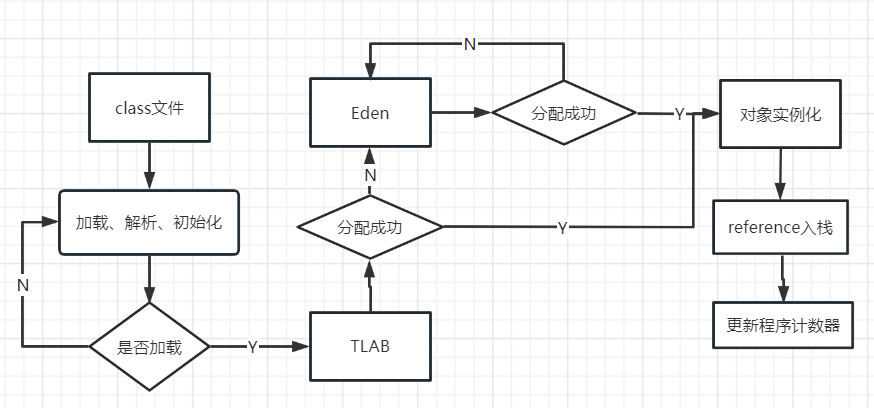 class文件
加载、解析、初始化
N
是否加载
Y
TLAB
分配成功
N
Y
Eden
分配成功
N
Y
对象实例化
reference入栈
更新程序计数器